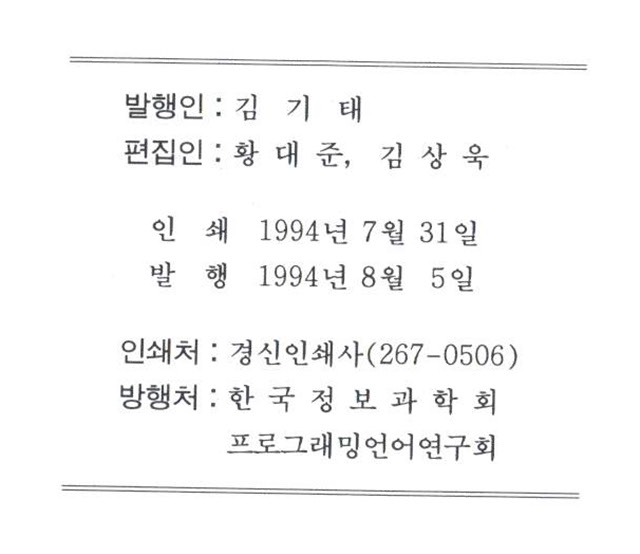 발행인 : 김 기 태
편집인 : 황 대 준, 김 상 욱
인 쇄 1994년 7월 31일
발 행 1994년 8월 5일
인쇄처 : 경신인쇄사(267-0506)
방행처 : 한 국 정 보 과 학 회
프로그래밍언어연구회